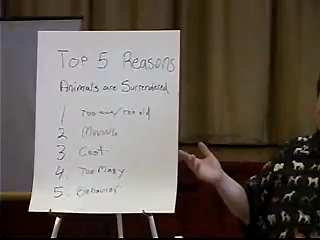 Top 5 Reasons
Animals are Surrendered
1 Too / Too old
2 Moving
3 Cost
4. Too Many
5. Behavior